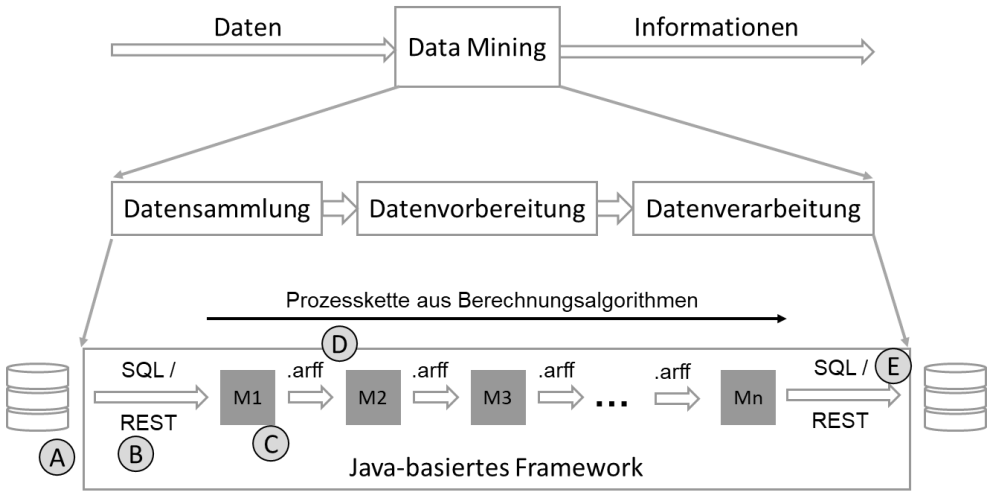 Daten
Data Mining
Informationen
Datensammlung
Datenvorbereitung
Datenverarbeitung
Prozesskette aus Berechnungsalgorithmen
D
E
SQL /
.arff
.arff
.arff
.arff
SQL /
M1
M2
M3
...
Mn
REST
REST
A
B
C
Java-basiertes Framework